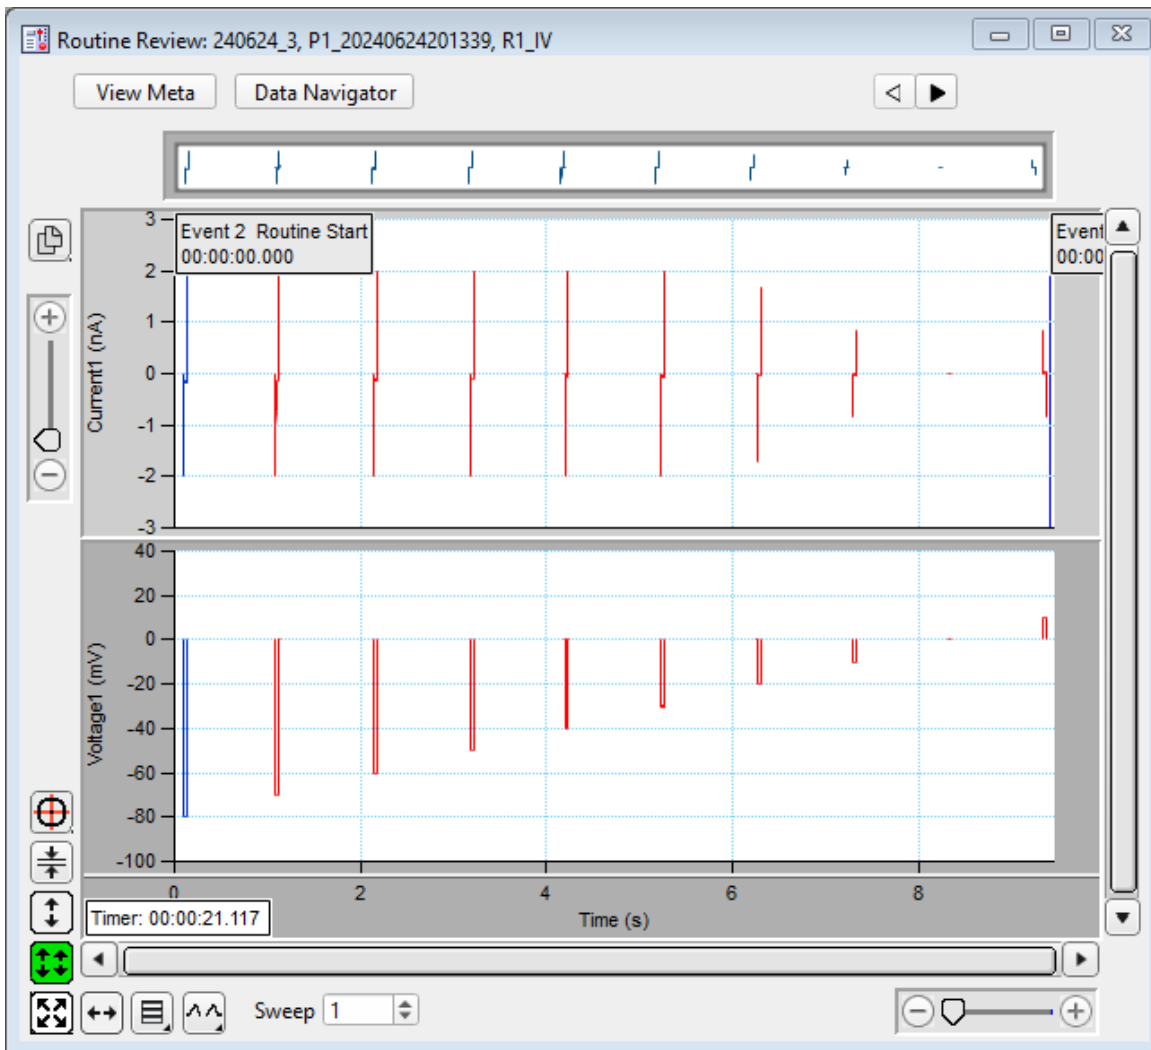 Routine Review: 240624_3, P1_20240624201339, R1_IV
View Meta
Data Navigator
Event 2 Routine Start
00:00:00.000
Event
00:00
3
2
1
0
-1
-2
-3
Current1 (nA)
40
20
0
-20
-40
-60
-80
-100
Voltage1 (mV)
0
2
4
6
8
Timer: 00:00:21.117
Time (s)
Sweep 1